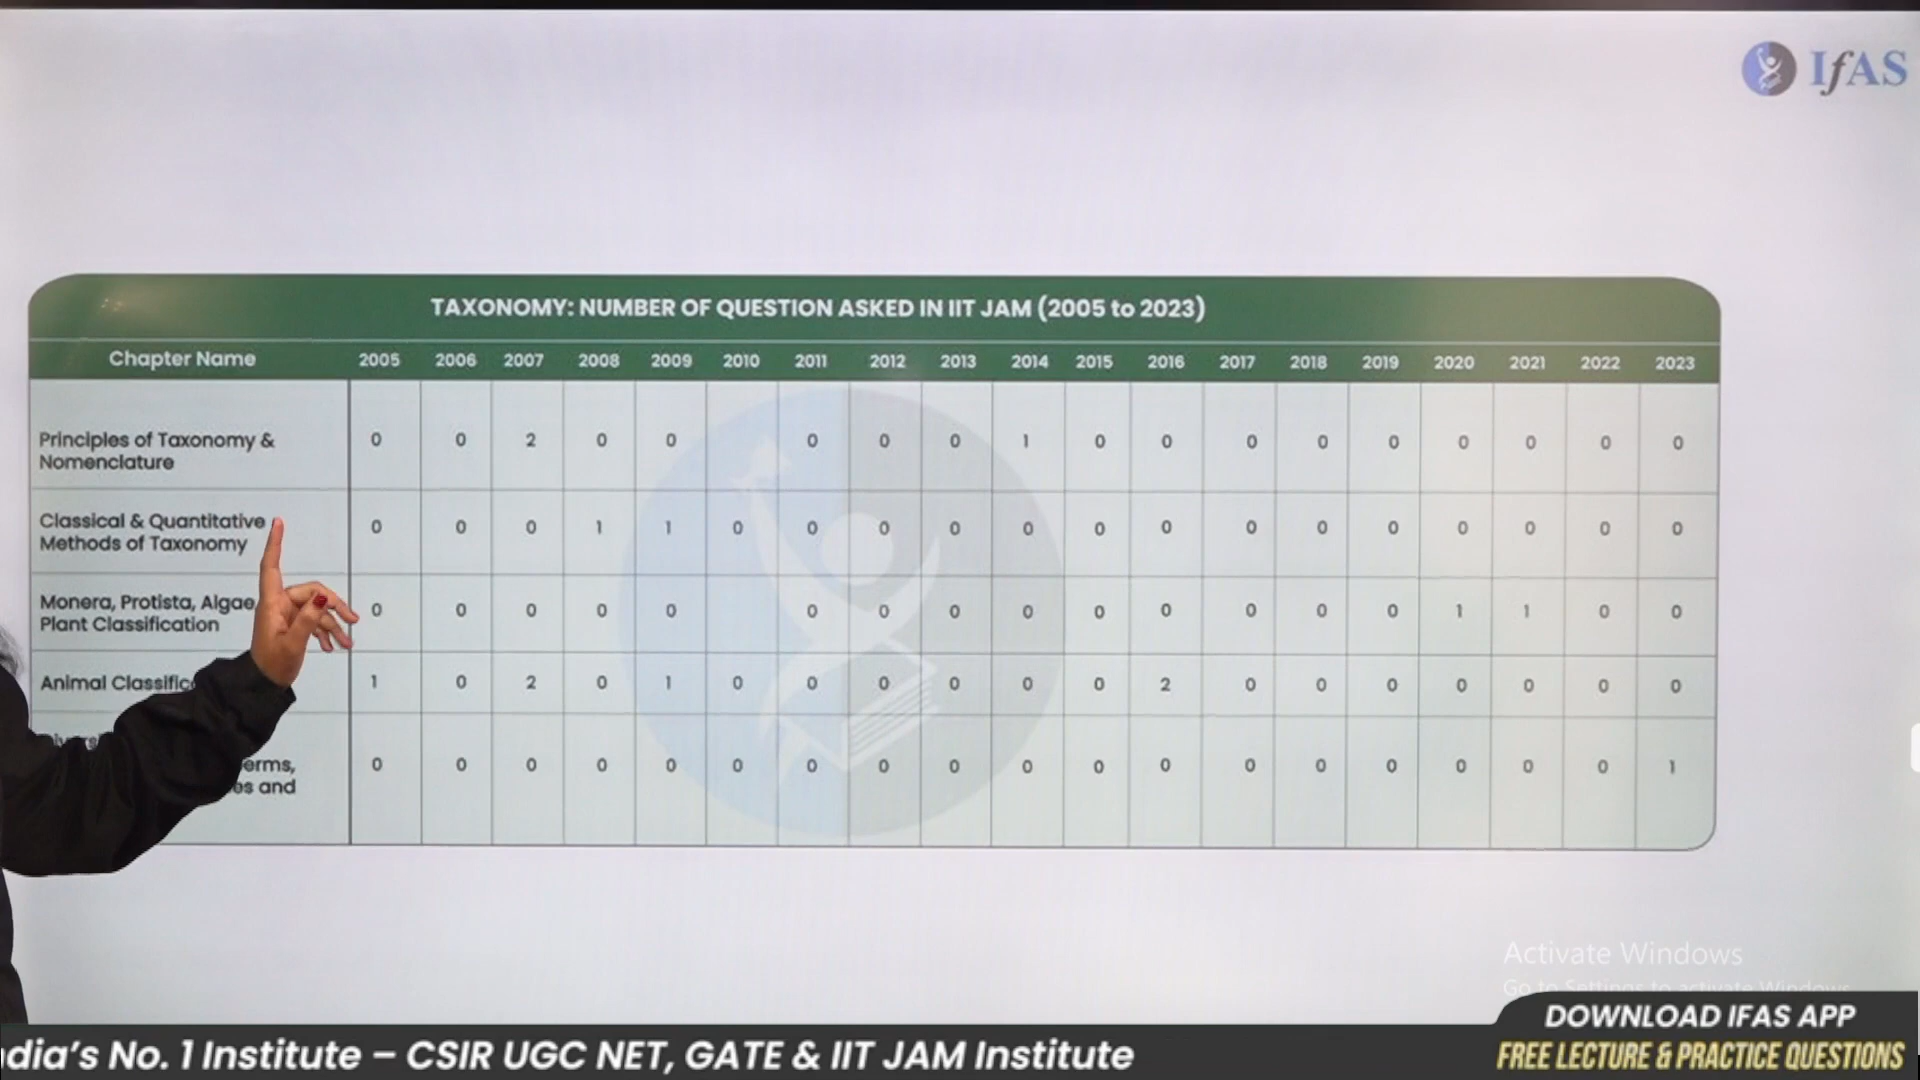 IfAS
TAXONOMY: NUMBER OF QUESTION ASKED IN IIT JAM (2005 to 2023)
Chapter Name 2005 2006 2007 2008 2009 2010 2011 2012 2013 2014 2015 2016 2017 2018 2019 2020 2021 2022 2023
Principles of Taxonomy &
Nomenclature
0 0 2 0 0 0 0 0 1 0 0 0 0 0 0 0 0 0
Classical & Quantitative
Methods of Taxonomy
0 0 0 1 1 0 0 0 0 0 0 0 0 0 0 0 0 0 0
Monera, Protista, Algae
Plant Classification
0 0 0 0 0 0 0 0 0 0 0 0 0 0 1 1 0 0
Animal 1 0 2 0 1 0 0 0 0 0 0 2 0 0 0 0 0 0 0
and
0 0 0 0 0 0 0 0 0 0 0 0 0 0 0 0 0 0 1
Activate Windows
Go to Settings to activate Windows
DOWNLOAD IFAS APP
FREE LECTURE & PRACTICE QUESTIONS
No. 1 Institute – CSIR UGC NET, GATE & IIT JAM Institute